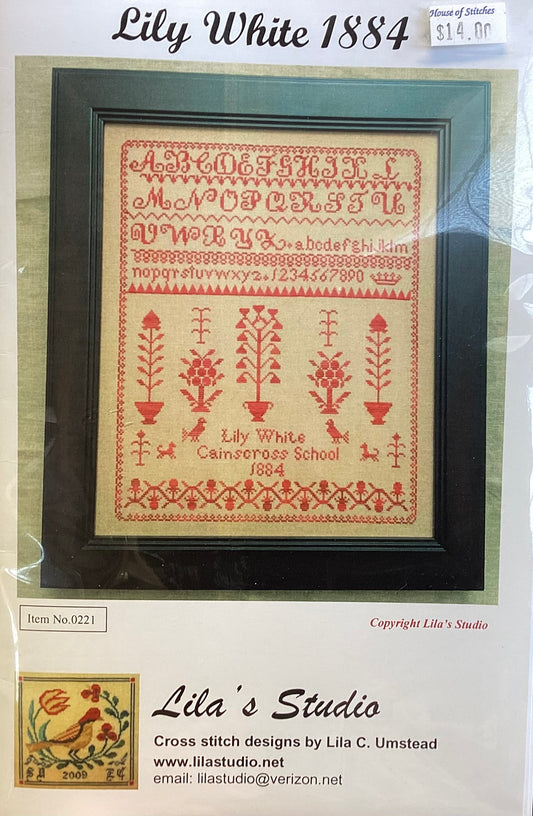 Lily White 1884
House of Stitches
$14.00
ABCDEFGHIJKL
MNOPQRSTU
VWXYZ abcdefghijklm
nopqrstuvwxyz.1234567890
Lily White
Cainscross School
1884
Item No.0221
Copyright Lila's Studio
2009
Lila's Studio
Cross stitch designs by Lila C. Umstead
www.lilastudio.net
email: lilastudio@verizon.net